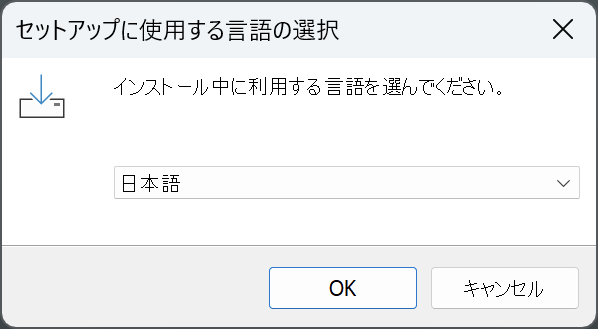 セットアップに使用する言語の選択
インストール中に利用する言語を選んでください。
日本語
OK
キャンセル